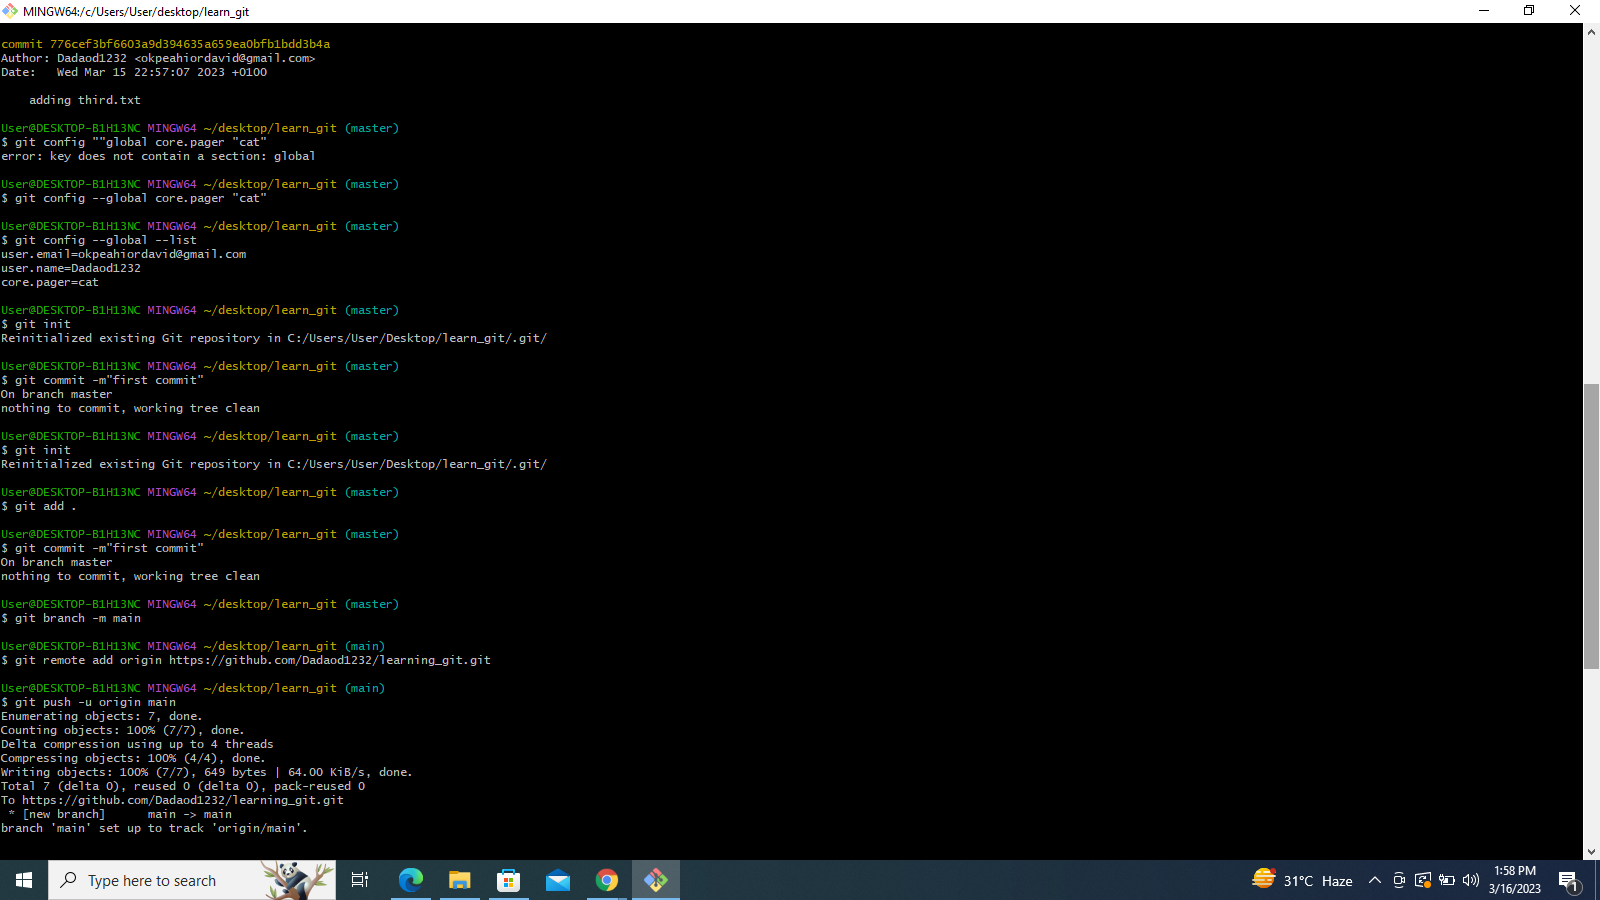 MINGW64:/c/Users/User/desktop/learn_git
commit 776cef3bf6603a9d394635a659ea0bfb1bdd3b4a
Author: Dadaod1232 <okpeahiordavid@gmail.com>
Date:   Wed Mar 15 22:57:07 2023 +0100
    adding third.txt
User@DESKTOP-B1H13NC MINGW64 ~/desktop/learn_git (master)
$ git config ""global core.pager "cat"
error: key does not contain a section: global
User@DESKTOP-B1H13NC MINGW64 ~/desktop/learn_git (master)
$ git config --global core.pager "cat"
User@DESKTOP-B1H13NC MINGW64 ~/desktop/learn_git (master)
$ git config --global --list
user.email=okpeahiordavid@gmail.com
user.name=Dadaod1232
core.pager=cat
User@DESKTOP-B1H13NC MINGW64 ~/desktop/learn_git (master)
$ git init
Reinitialized existing Git repository in C:/Users/User/Desktop/learn_git/.git/
User@DESKTOP-B1H13NC MINGW64 ~/desktop/learn_git (master)
$ git commit -m"first commit"
On branch master
nothing to commit, working tree clean
User@DESKTOP-B1H13NC MINGW64 ~/desktop/learn_git (master)
$ git init
Reinitialized existing Git repository in C:/Users/User/Desktop/learn_git/.git/
User@DESKTOP-B1H13NC MINGW64 ~/desktop/learn_git (master)
$ git add .
User@DESKTOP-B1H13NC MINGW64 ~/desktop/learn_git (master)
$ git commit -m"first commit"
On branch master
nothing to commit, working tree clean
User@DESKTOP-B1H13NC MINGW64 ~/desktop/learn_git (master)
$ git branch -m main
User@DESKTOP-B1H13NC MINGW64 ~/desktop/learn_git (main)
$ git remote add origin https://github.com/Dadaod1232/learning_git.git
User@DESKTOP-B1H13NC MINGW64 ~/desktop/learn_git (main)
$ git push -u origin main
Enumerating objects: 7, done.
Counting objects: 100% (7/7), done.
Delta compression using up to 4 threads
Compressing objects: 100% (4/4), done.
Writing objects: 100% (7/7), 649 bytes | 64.00 KiB/s, done.
Total 7 (delta 0), reused 0 (delta 0), pack-reused 0
To https://github.com/Dadaod1232/learning_git.git
 * [new branch]      main -> main
branch 'main' set up to track 'origin/main'.
Type here to search
31°C Haze
1:58 PM
3/16/2023
1